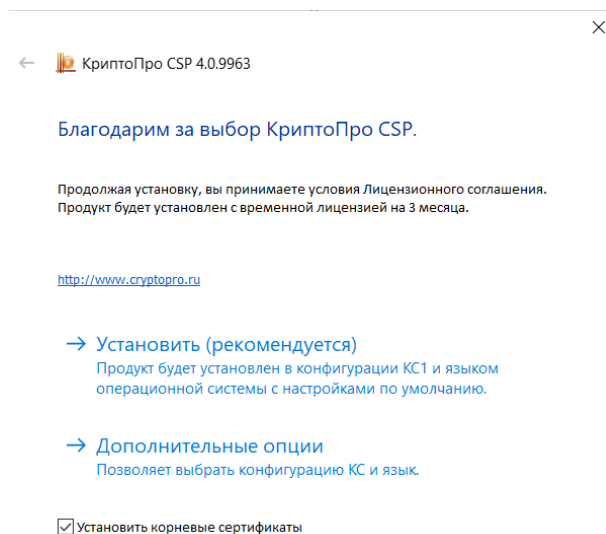 КриптоПро CSP 4.0.9963
Благодарим за выбор КриптоПро CSP.
Продолжая установку, вы принимаете условия Лицензионного соглашения.
Продукт будет установлен с временной лицензией на 3 месяца.
http://www.cryptopro.ru
Установить (рекомендуется)
Продукт будет установлен в конфигурации КС1 и языком
операционной системы с настройками по умолчанию.
Дополнительные опции
Позволяет выбрать конфигурацию КС и язык.
Установить корневые сертификаты